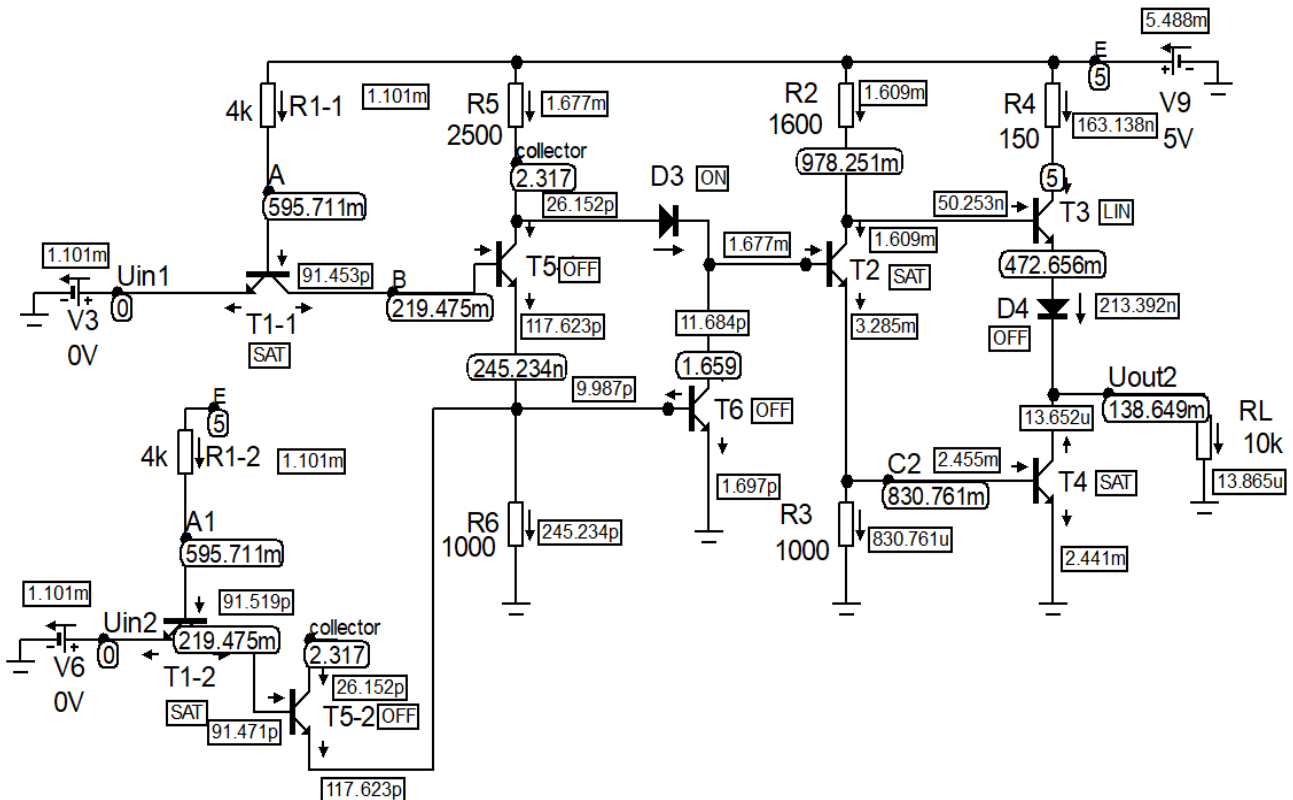 5.488m
E
5
V9
5V
4k
R1-1
1.101m
R5
2500
1.677m
R2
1600
1.609m
R4
150
163.138n
collector
2.317
978.251m
A
595.711m
D3
ON
26.152p
5
T3
LIN
50.253n
1.101m
Uin1
0
V3
0V
91.453p
T1-1
SAT
B
219.475m
T5-
OFF
1.677m
1.609m
T2
SAT
472.656m
117.623p
11.684p
3.285m
D4
OFF
213.392n
245.234n
1.659
9.987p
T6
OFF
Uout2
138.649m
13.652u
RL
10k
13.865u
E
5
4k
R1-2
1.101m
1.697p
C2
830.761m
2.455m
T4
SAT
A1
595.711m
R6
1000
245.234p
R3
1000
830.761u
2.441m
1.101m
Uin2
0
V6
0V
91.519p
219.475m
T1-2
SAT
91.471p
collector
2.317
26.152p
T5-2
OFF
117.623p